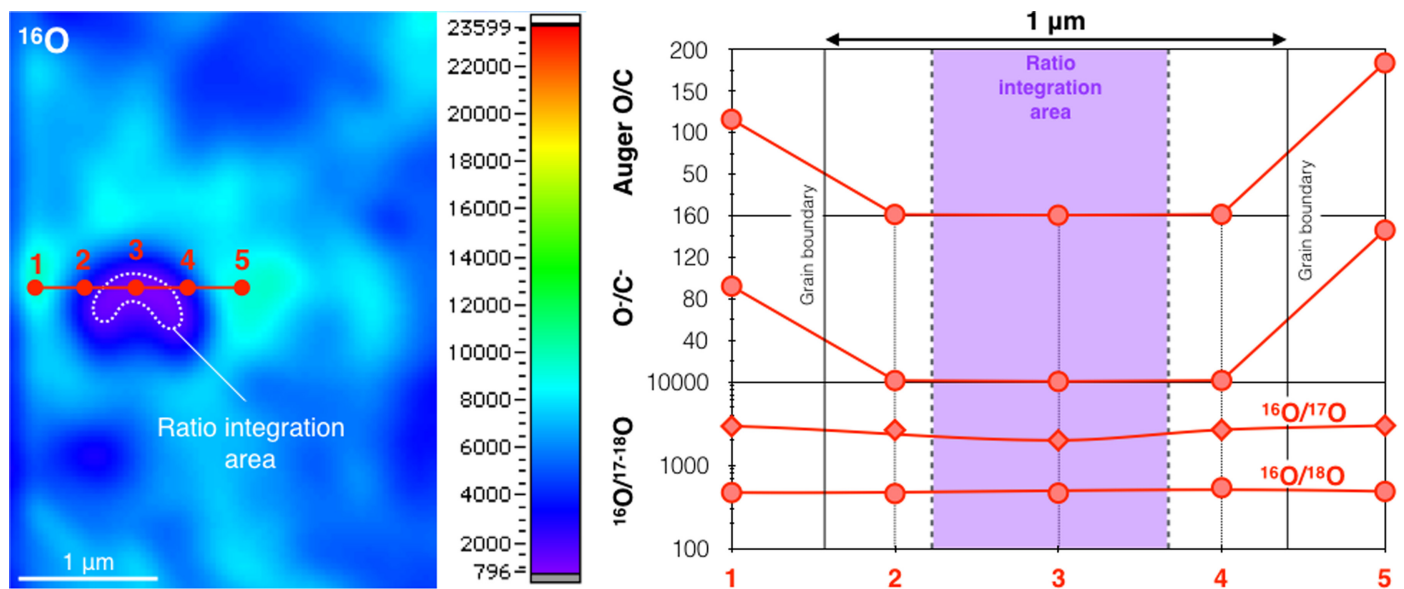 ¹⁶O
1 2 3 4 5
Ratio integration
area
1 µm
23599
22000
20000
18000
16000
14000
12000
10000
8000
6000
4000
2000
796
1 µm
Ratio
integration
area
Auger O/C
200
150
100
50
160
Grain boundary
Grain boundary
O⁻/C⁻
120
80
40
10000
¹⁶O/¹⁷⁻¹⁸O
1000
100
¹⁶O/¹⁷O
¹⁶O/¹⁸O
1 2 3 4 5